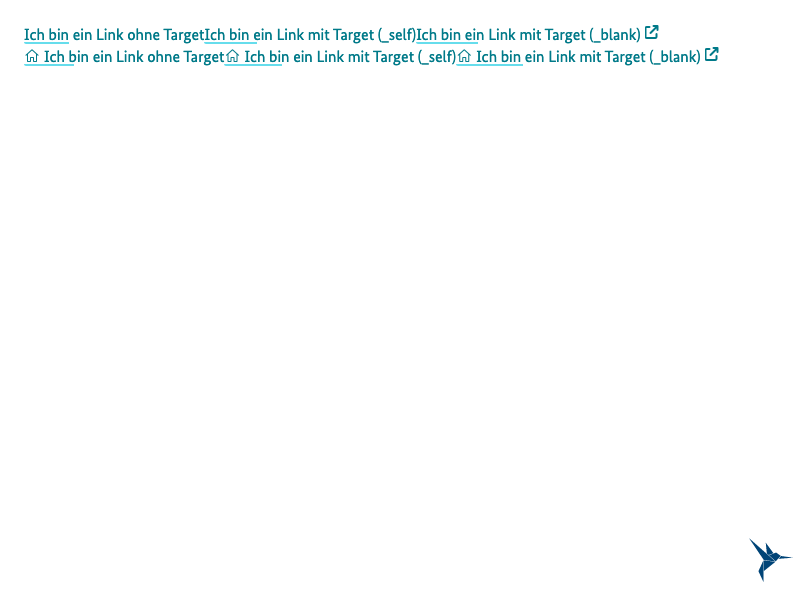 Ich bin ein Link ohne TargetIch bin ein Link mit Target (_self)Ich bin ein Link mit Target (_blank)
Ich bin ein Link ohne Target Ich bin ein Link mit Target (_self) Ich bin ein Link mit Target (_blank)